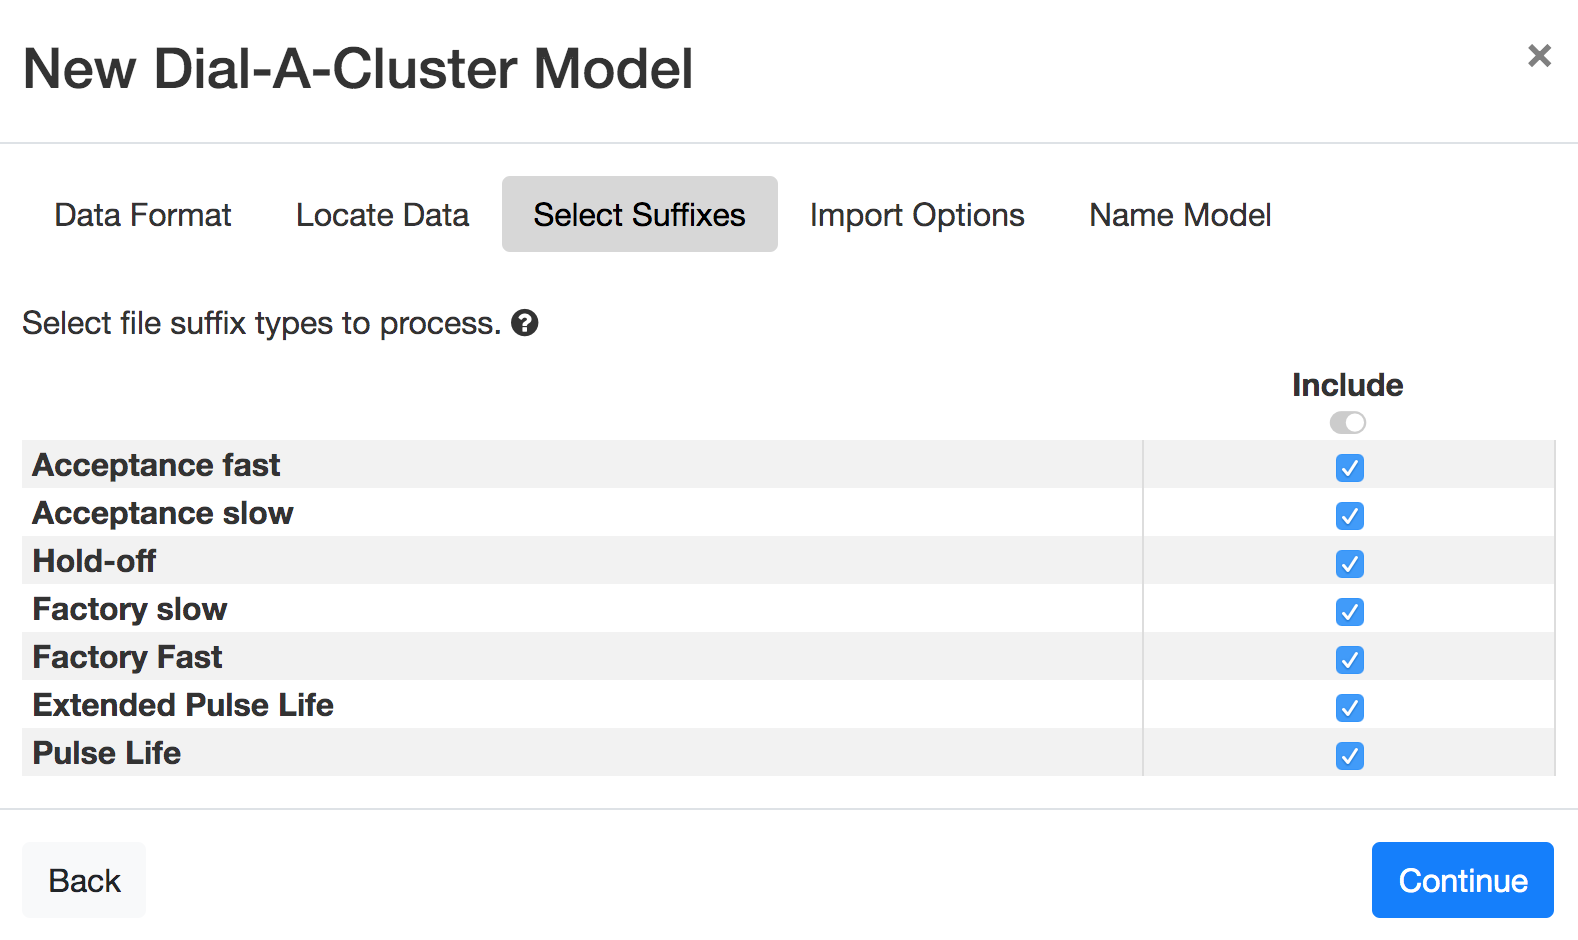 New Dial-A-Cluster Model
Data Format Locate Data Select Suffixes Import Options Name Model
Select file suffix types to process.
Include
Acceptance fast
Acceptance slow
Hold-off
Factory slow
Factory Fast
Extended Pulse Life
Pulse Life
Back Continue